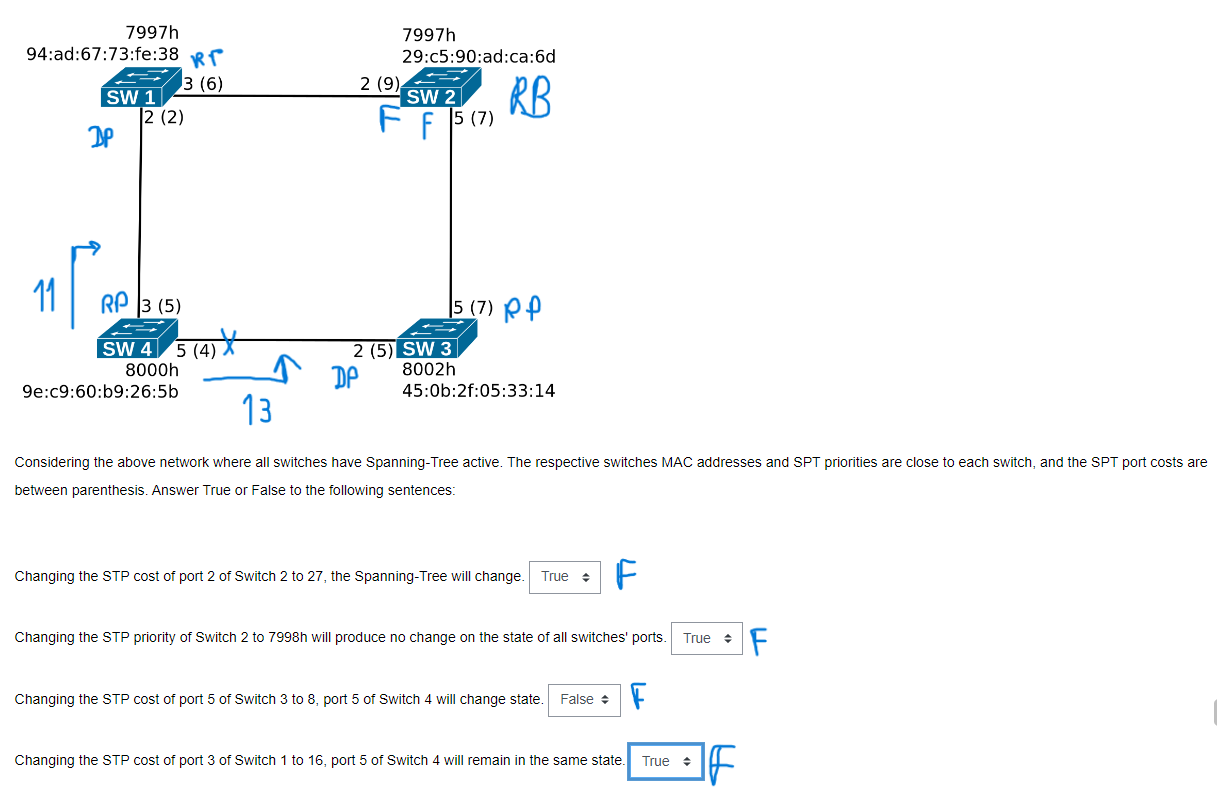 7997h
7997h
94:ad:67:73:fe:38
29:c5:90:ad:ca:6d
3 (6)
2 (9)
RB
SW 1
SW 2
2 (2)
F
F
5 (7)
DP
11
RP
3 (5)
5 (7)
RP
SW 4
5 (4)
X
2 (5)
SW 3
8000h
DP
8002h
9e:c9:60:b9:26:5b
13
45:0b:2f:05:33:14
Considering the above network where all switches have Spanning-Tree active. The respective switches MAC addresses and SPT priorities are close to each switch, and the SPT port costs are
between parenthesis. Answer True or False to the following sentences:
Changing the STP cost of port 2 of Switch 2 to 27, the Spanning-Tree will change. True F
Changing the STP priority of Switch 2 to 7998h will produce no change on the state of all switches' ports. True F
Changing the STP cost of port 5 of Switch 3 to 8, port 5 of Switch 4 will change state. False F
Changing the STP cost of port 3 of Switch 1 to 16, port 5 of Switch 4 will remain in the same state. True F